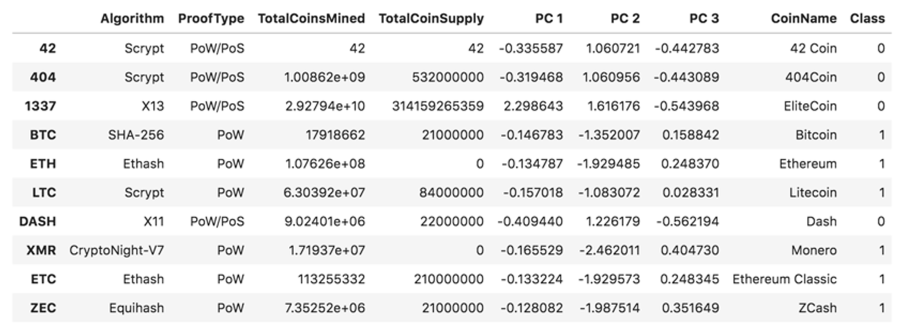 Algorithm ProofType TotalCoinsMined TotalCoinSupply PC 1 PC 2 PC 3 CoinName Class
42 Scrypt PoW/PoS 42 42 -0.335587 1.060721 -0.442783 42 Coin 0
404 Scrypt PoW/PoS 1.00862e+09 532000000 -0.319468 1.060956 -0.443089 404Coin 0
1337 X13 PoW/PoS 2.92794e+10 314159265359 2.298643 1.616176 -0.543968 EliteCoin 0
BTC SHA-256 PoW 17918662 21000000 -0.146783 -1.352007 0.158842 Bitcoin 1
ETH Ethash PoW 1.07626e+08 0 -0.134787 -1.929485 0.248370 Ethereum 1
LTC Scrypt PoW 6.30392e+07 84000000 -0.157018 -1.083072 0.028331 Litecoin 1
DASH X11 PoW/PoS 9.02401e+06 22000000 -0.409440 1.226179 -0.562194 Dash 0
XMR CryptoNight-V7 PoW 1.71937e+07 0 -0.165529 -2.462011 0.404730 Monero 1
ETC Ethash PoW 113255332 210000000 -0.133224 -1.929573 0.248345 Ethereum Classic 1
ZEC Equihash PoW 7.35252e+06 21000000 -0.128082 -1.987514 0.351649 ZCash 1